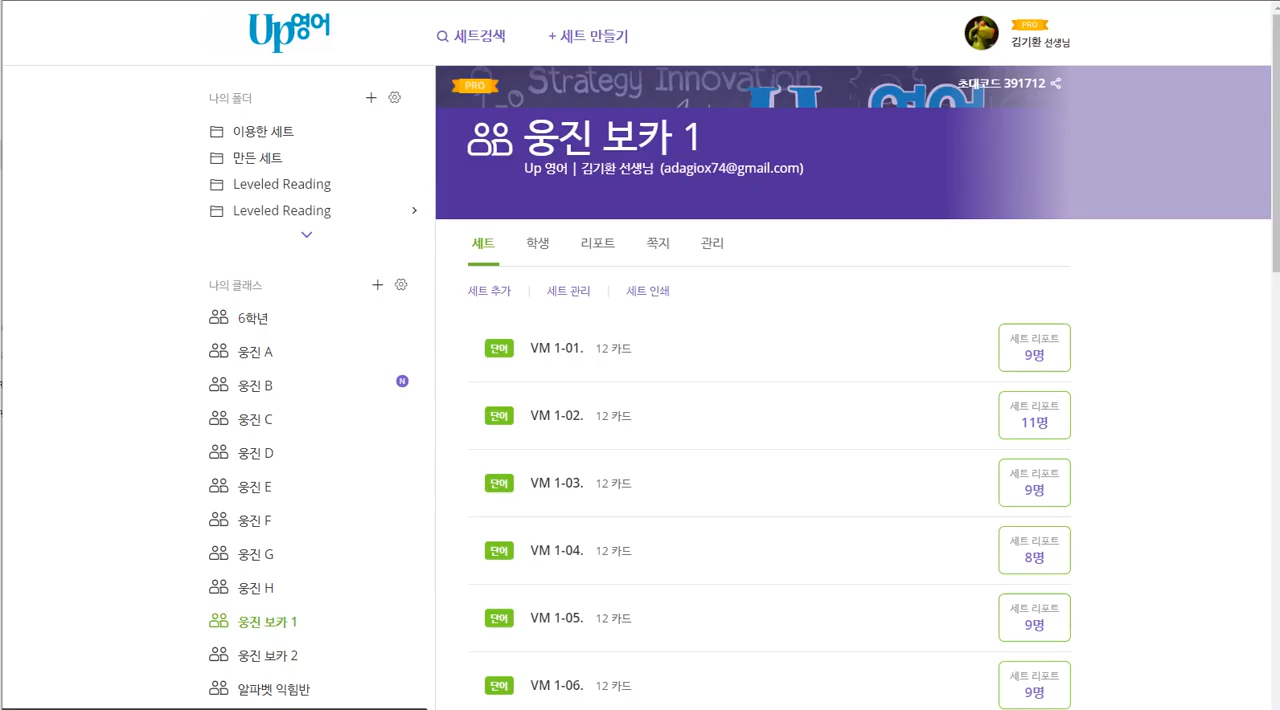 Up영어
세트검색
+ 세트 만들기
PRO
김기환 선생님
나의 폴더
이용한 세트
만든 세트
Leveled Reading
Leveled Reading
나의 클래스
6학년
웅진 A
웅진 B
N
웅진 C
웅진 D
웅진 E
웅진 F
웅진 G
웅진 H
웅진 보카 1
웅진 보카 2
알파벳 익힘반
PRO
Strategy Innovation
초대코드 391712
웅진 보카 1
Up 영어 | 김기환 선생님 (adagiox74@gmail.com)
세트 학생 리포트 쪽지 관리
세트 추가 | 세트 관리 | 세트 인쇄
단어 VM 1-01. 12 카드
세트 리포트
9명
단어 VM 1-02. 12 카드
세트 리포트
11명
단어 VM 1-03. 12 카드
세트 리포트
9명
단어 VM 1-04. 12 카드
세트 리포트
8명
단어 VM 1-05. 12 카드
세트 리포트
9명
단어 VM 1-06. 12 카드
세트 리포트
9명